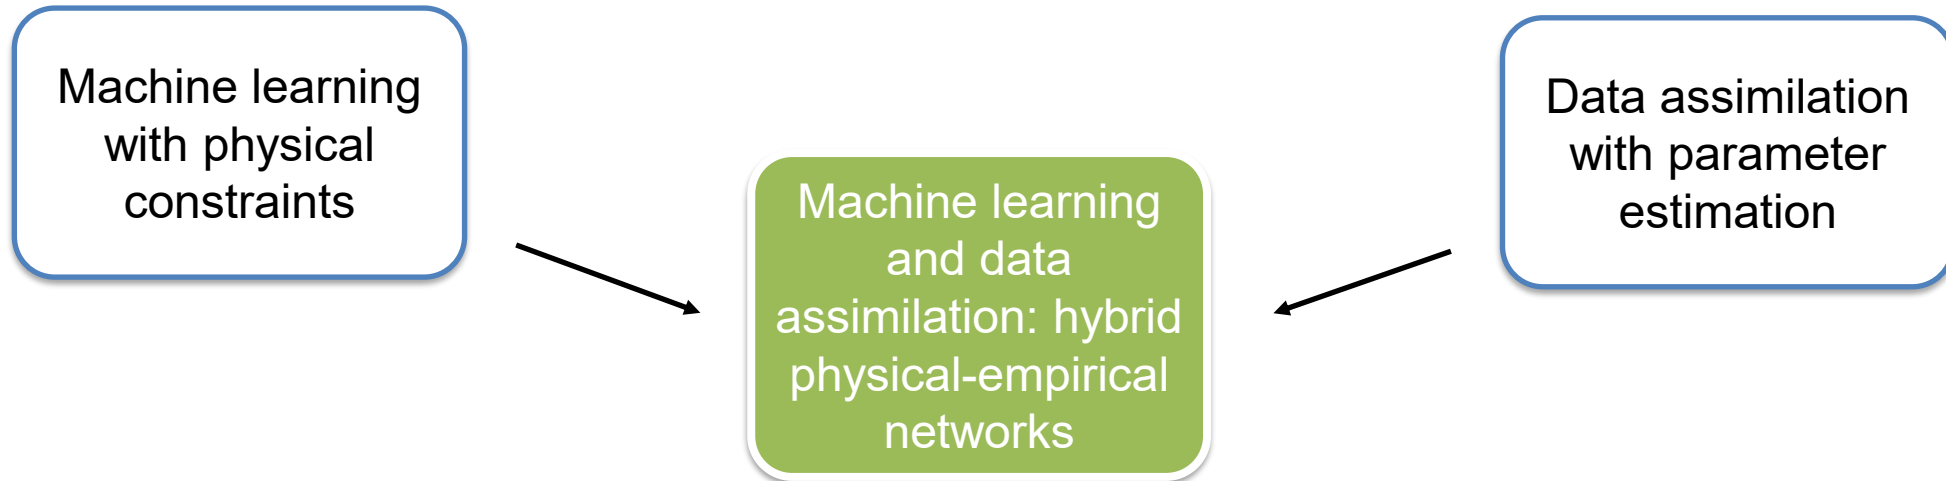 Machine learning
with physical
constraints
Machine learning
and data
assimilation: hybrid
physical-empirical
networks
Data assimilation
with parameter
estimation